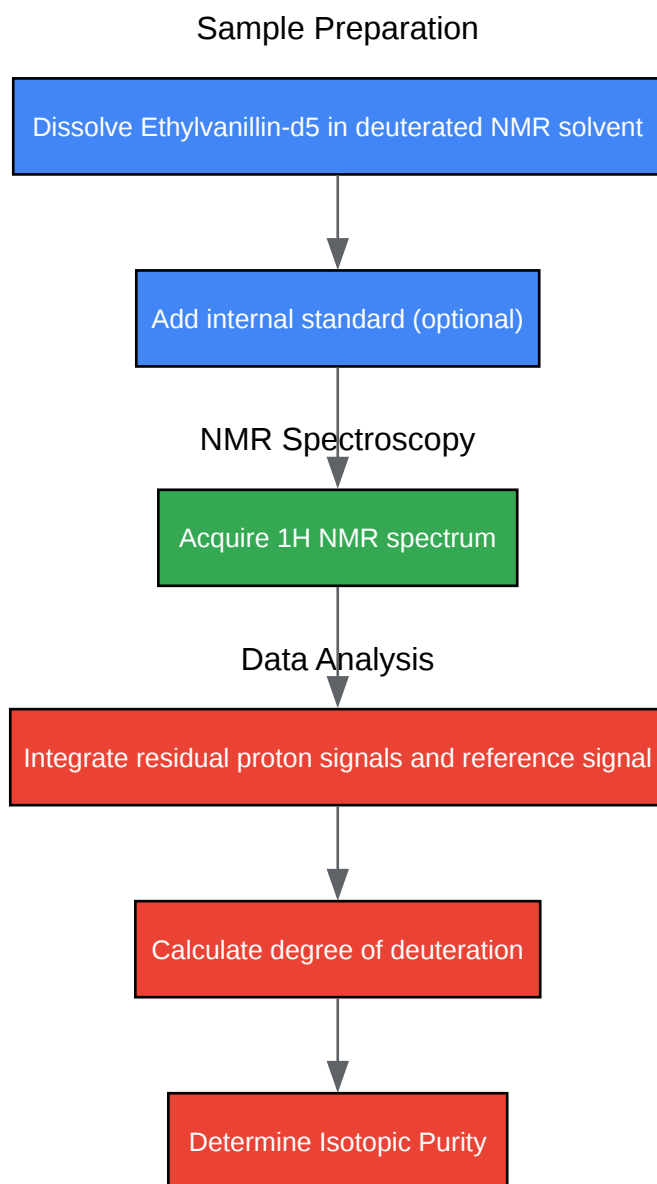 Sample Preparation
Dissolve Ethylvanillin-d5 in deuterated NMR solvent
Add internal standard (optional)
NMR Spectroscopy
Acquire 1H NMR spectrum
Data Analysis
Integrate residual proton signals and reference signal
Calculate degree of deuteration
Determine Isotopic Purity